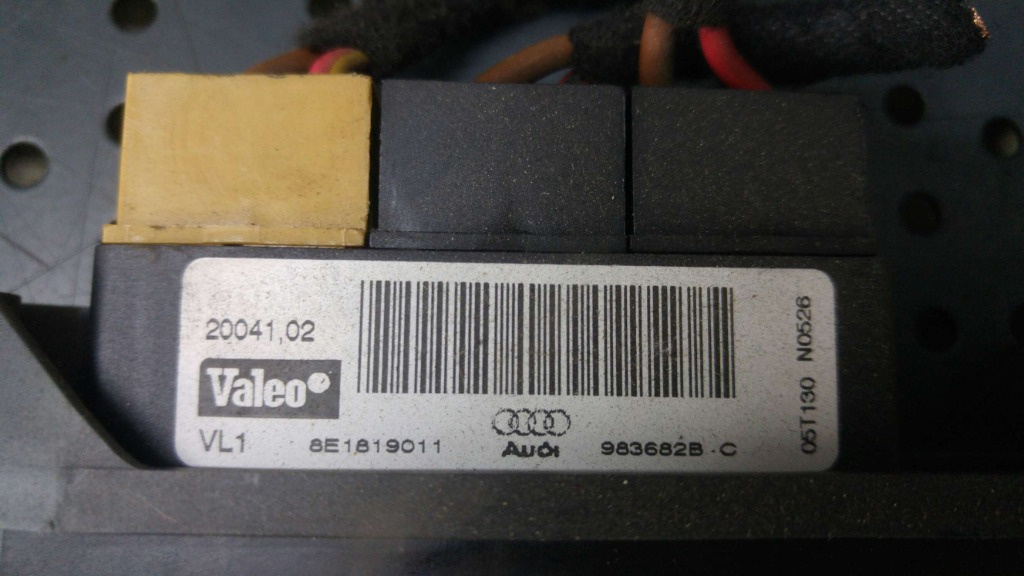 20041,02
Valeo
VL1
8E1819011
Audi
983682B - C
05T130 N0526